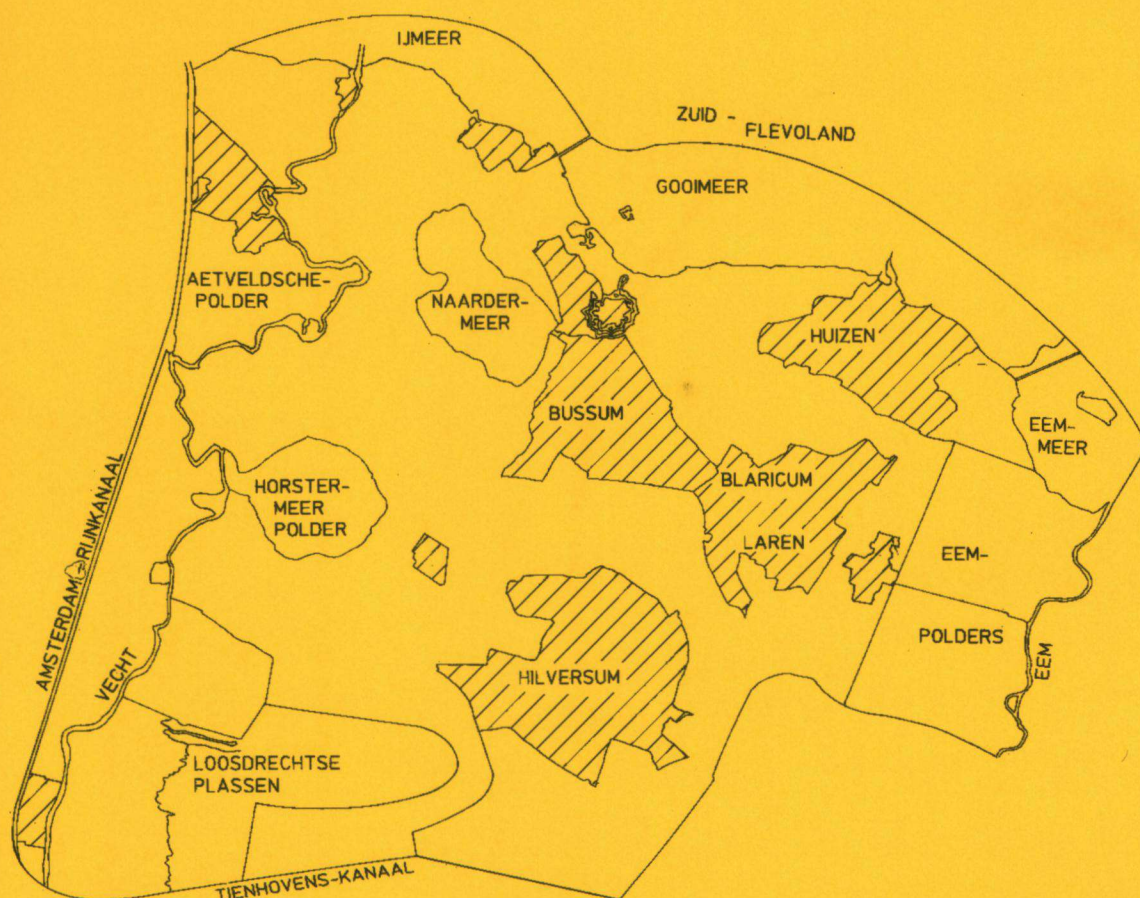 IJMEER
ZUID -
FLEVOLAND
GOOIMEER
AETVELDSCHE-
POLDER
NAARDER-
MEER
HUIZEN
BUSSUM
EEM-
MEER
BLARICUM
HORSTER-
MEER
POLDER
LAREN
EEM-
POLDERS
AMSTERDAM-RIJNKANAAL
VECHT
HILVERSUM
EEM
LOOSDRECHTSE
PLASSEN
TIENHOVENS-KANAAL